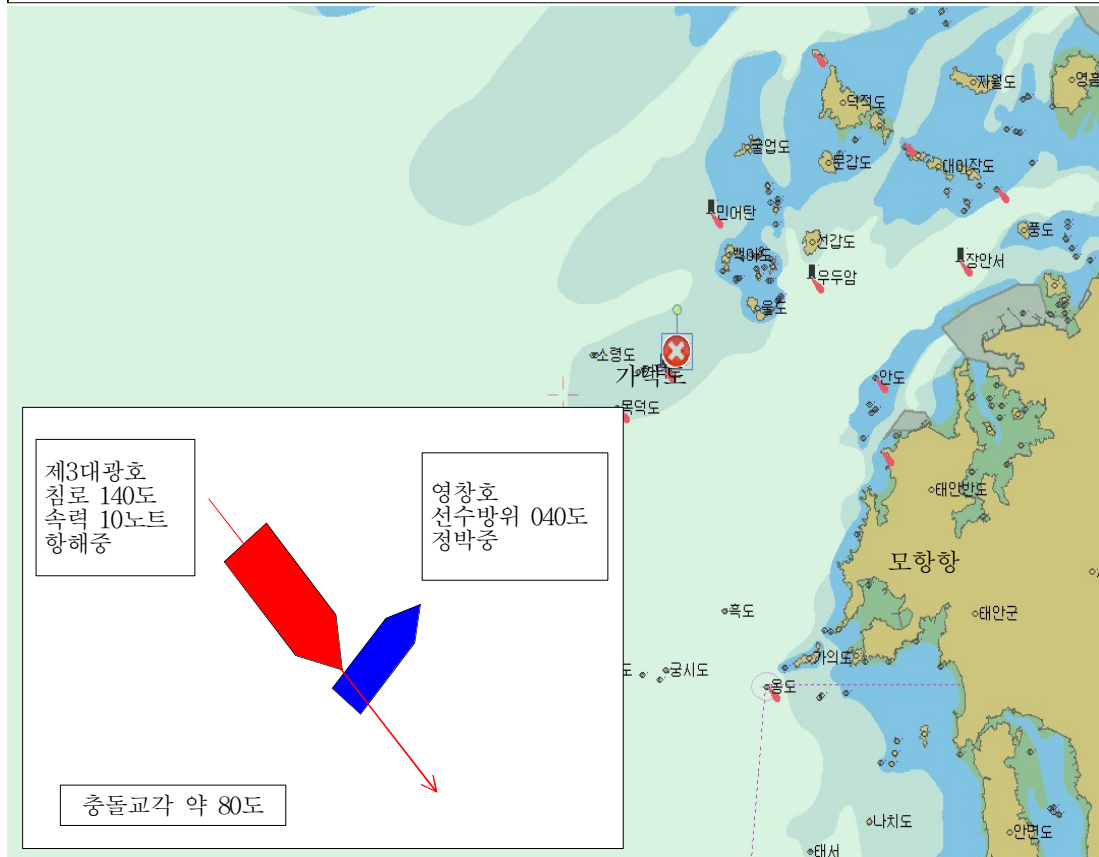 덕적도
자월도
굴업도
문갑도
대이작도
민어탄
풍도
선갑도
백아도
장안서
우두암
울도
소령도
가덕도
안도
목덕도
제3대광호
침로 140도
속력 10노트
항해중
영창호
선수방위 040도
정박중
태안반도
모항항
흑도
태안군
가의도
궁시도
옹도
충돌교각 약 80도
나치도
안면도
태서